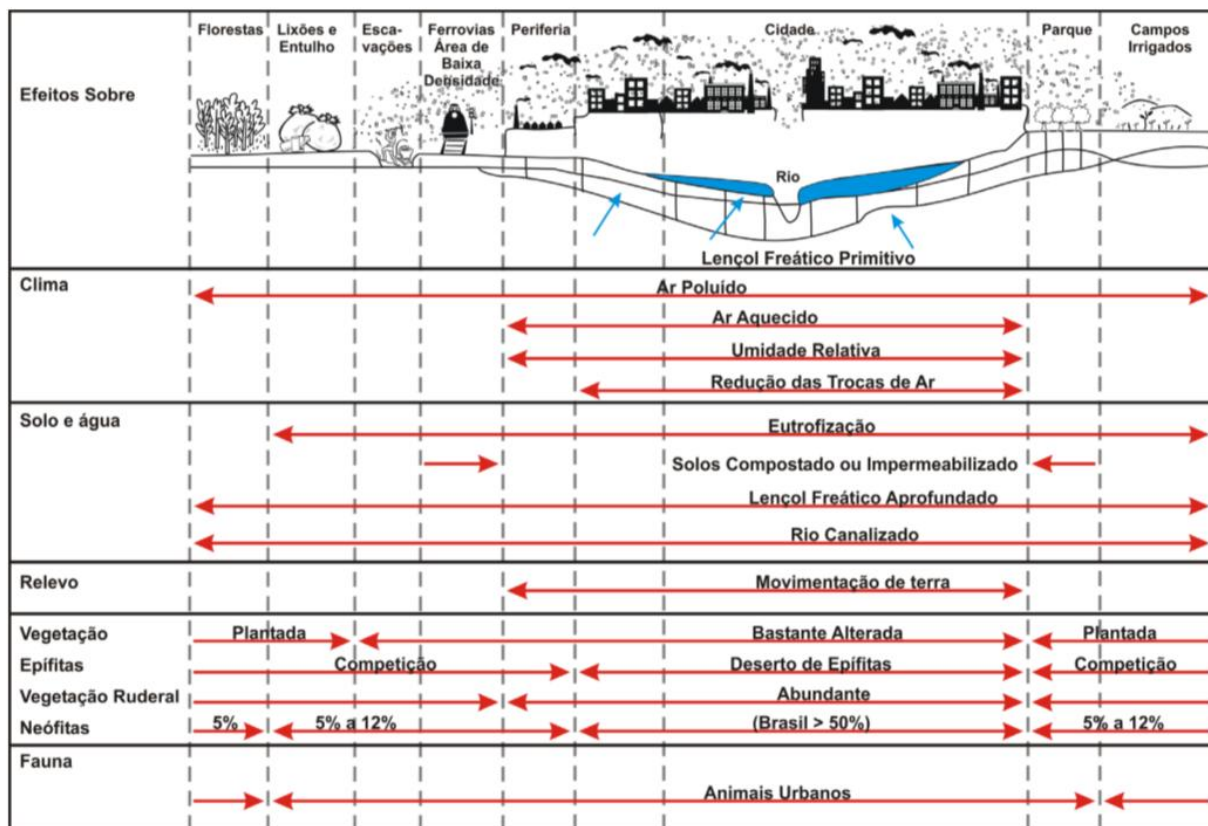 Efeitos Sobre
Florestas
Lixões e
Entulho
Esca-
vações
Ferrovias
Área de
Baixa
Densidade
Periferia
Cidade
Parque
Campos
Irrigados
Rio
Lençol Freático Primitivo
Clima
Ar Poluído
Ar Aquecido
Umidade Relativa
Redução das Trocas de Ar
Solo e água
Eutrofização
Solos Compostado ou Impermeabilizado
Lençol Freático Aprofundado
Rio Canalizado
Relevo
Movimentação de terra
Vegetação
Plantada
Bastante Alterada
Plantada
Epífitas
Competição
Deserto de Epífitas
Competição
Vegetação Ruderal
Abundante
Neófitas
5%
5% a 12%
(Brasil > 50%)
5% a 12%
Fauna
Animais Urbanos